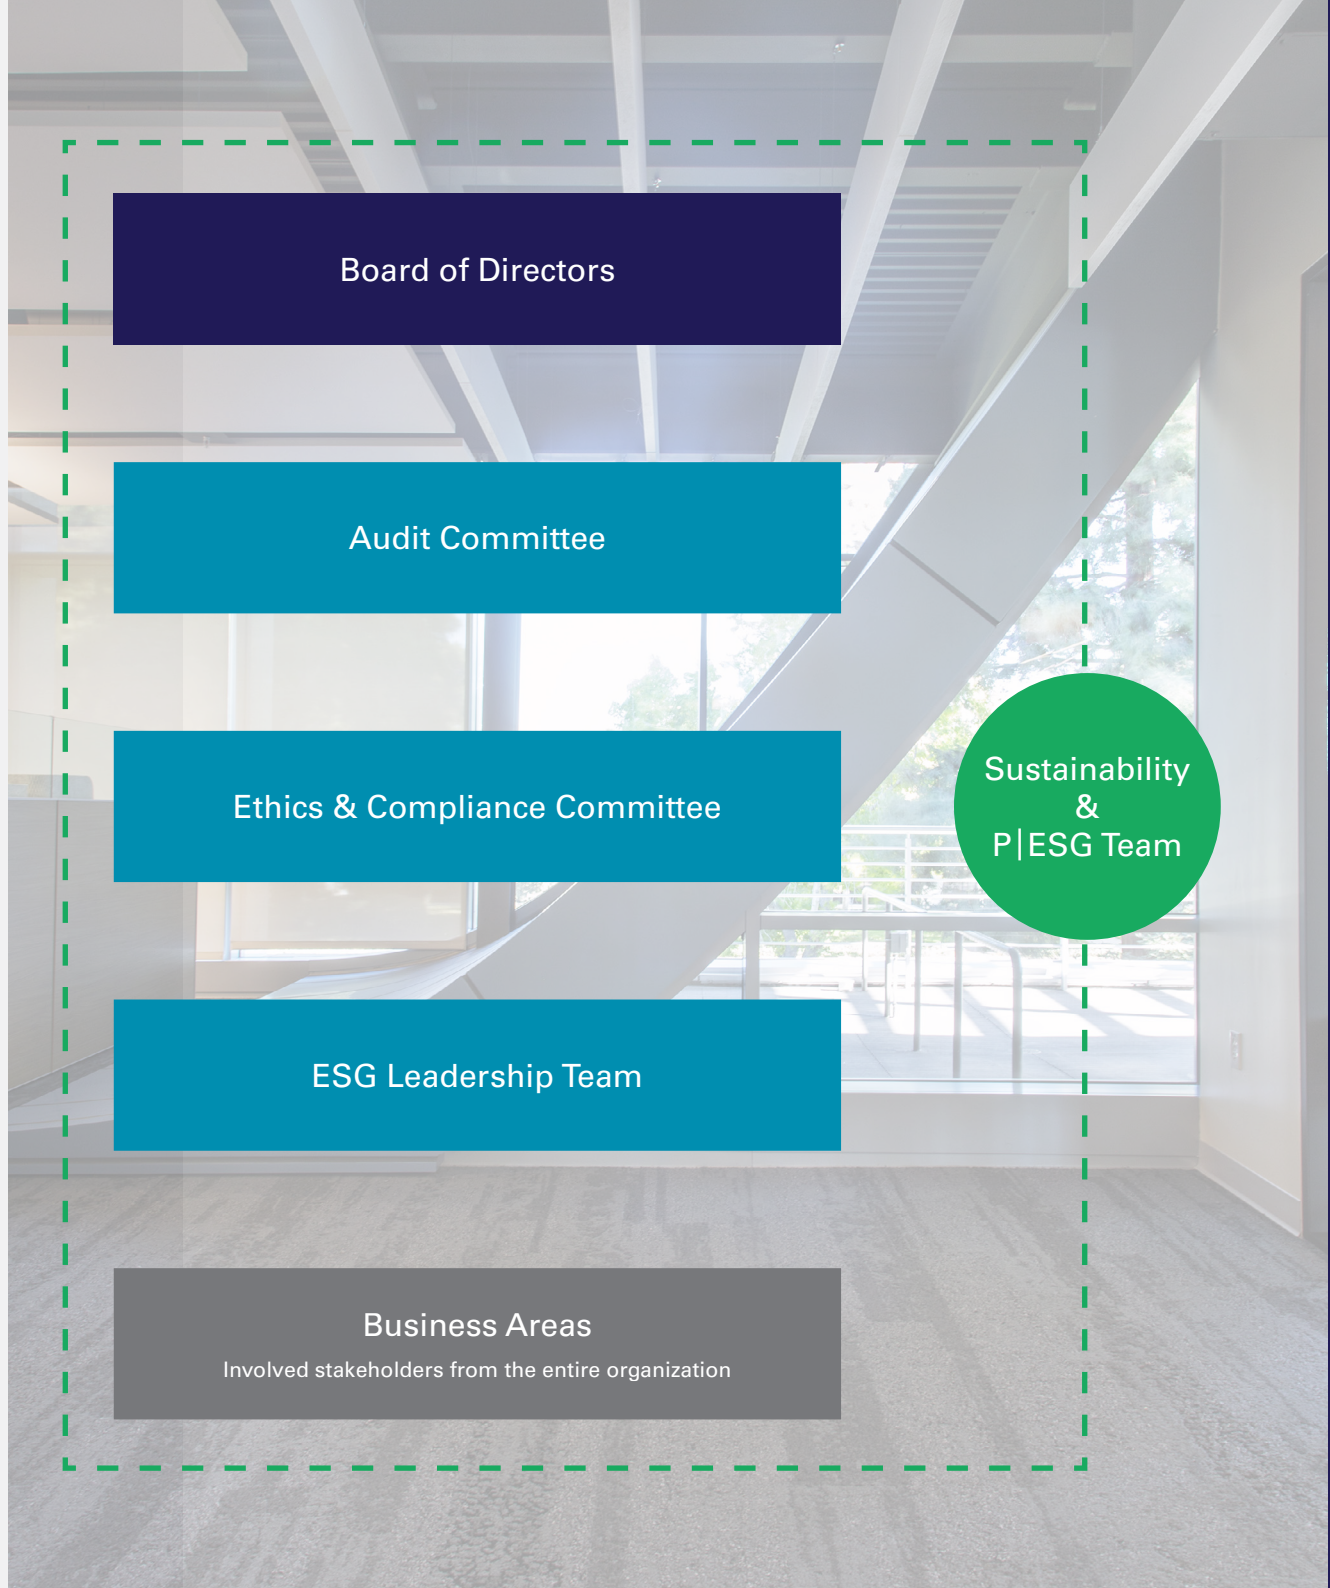 Board of Directors
Audit Committee
Ethics & Compliance Committee
Sustainability
&
P|ESG Team
ESG Leadership Team
Business Areas
Involved stakeholders from the entire organization